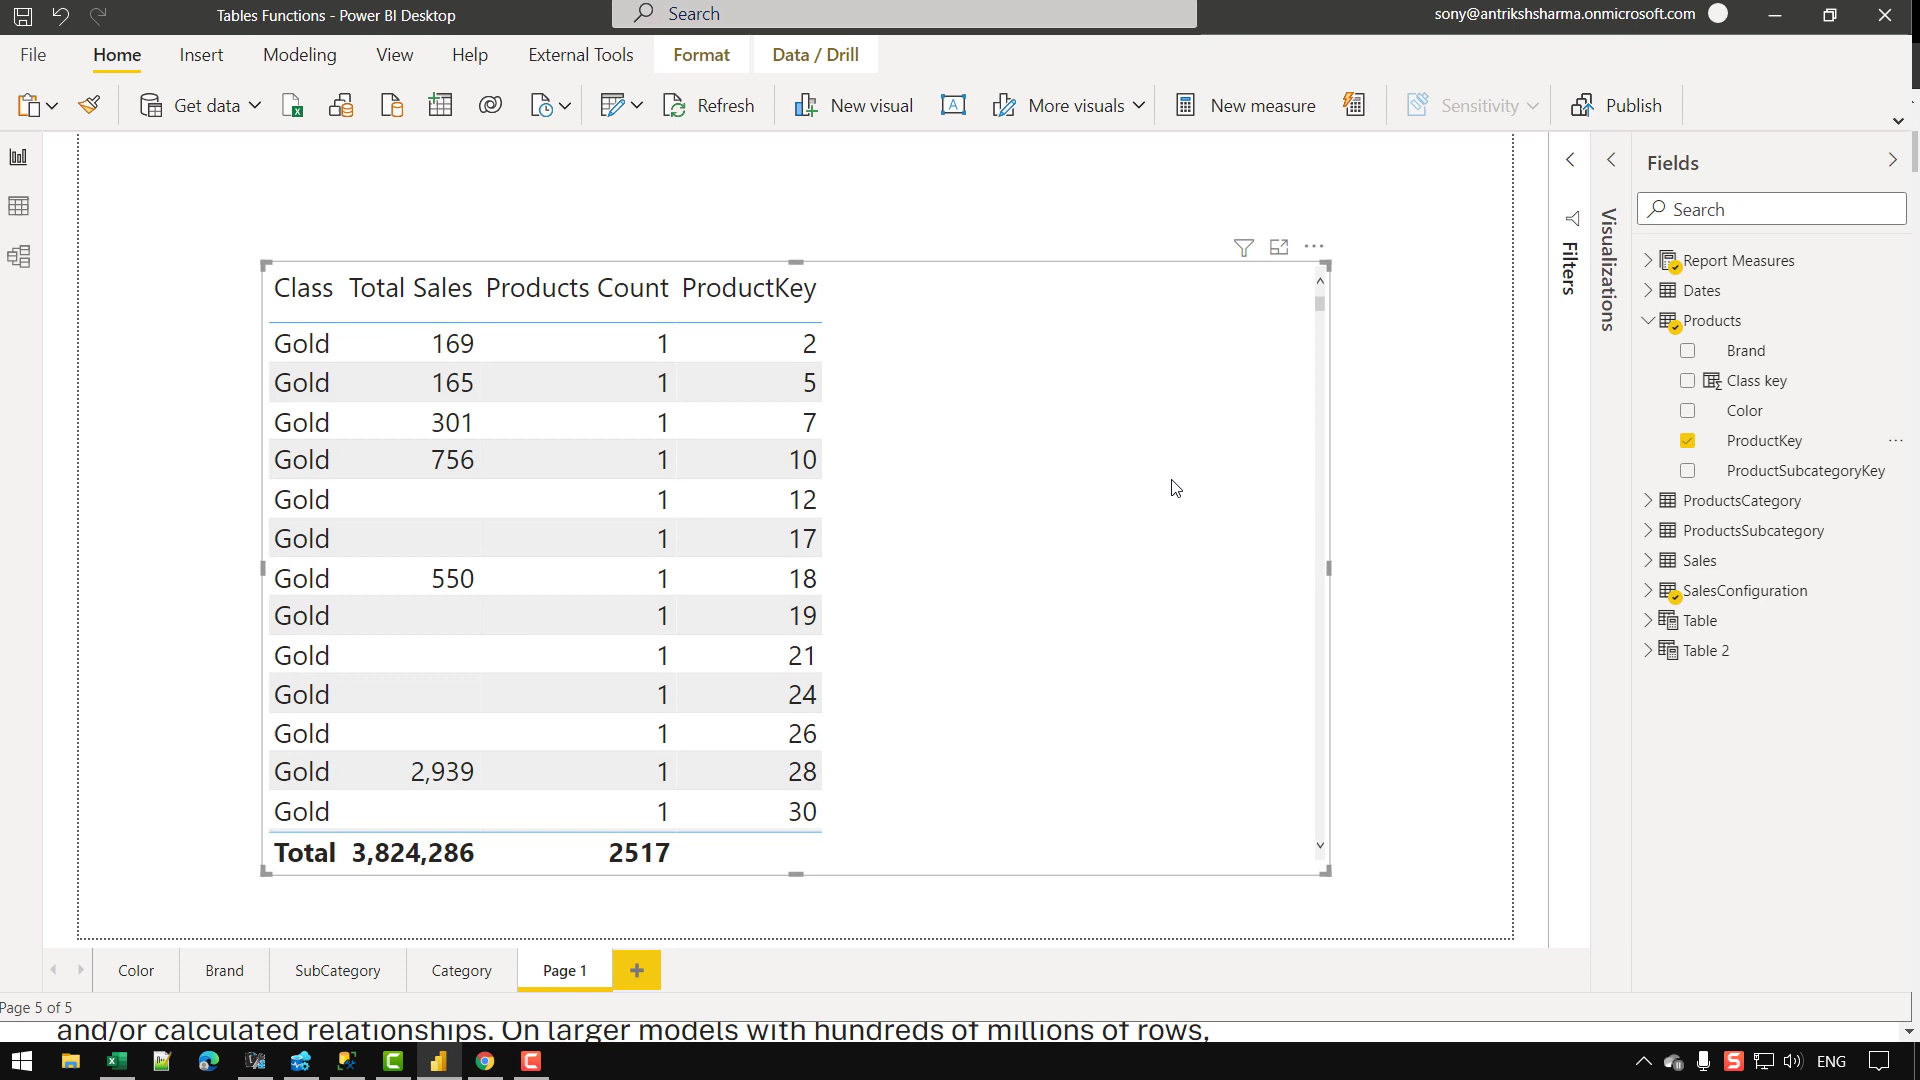 Tables Functions - Power BI Desktop
Search
sony@antrikshsharma.onmicrosoft.com
File Home Insert Modeling View Help External Tools Format Data / Drill
Get data Refresh New visual More visuals New measure Sensitivity Publish
Class Total Sales Products Count ProductKey
Gold 169 1 2
Gold 165 1 5
Gold 301 1 7
Gold 756 1 10
Gold 1 12
Gold 1 17
Gold 550 1 18
Gold 1 19
Gold 1 21
Gold 1 24
Gold 1 26
Gold 2,939 1 28
Gold 1 30
Total 3,824,286 2517
Filters
Visualizations
Fields
Search
Report Measures
Dates
Products
Brand
Class key
Color
ProductKey
ProductSubcategoryKey
ProductsCategory
ProductsSubcategory
Sales
SalesConfiguration
Table
Table 2
Color Brand SubCategory Category Page 1
Page 5 of 5
and/or calculated relationships. On larger models with hundreds of millions of rows,
ENG